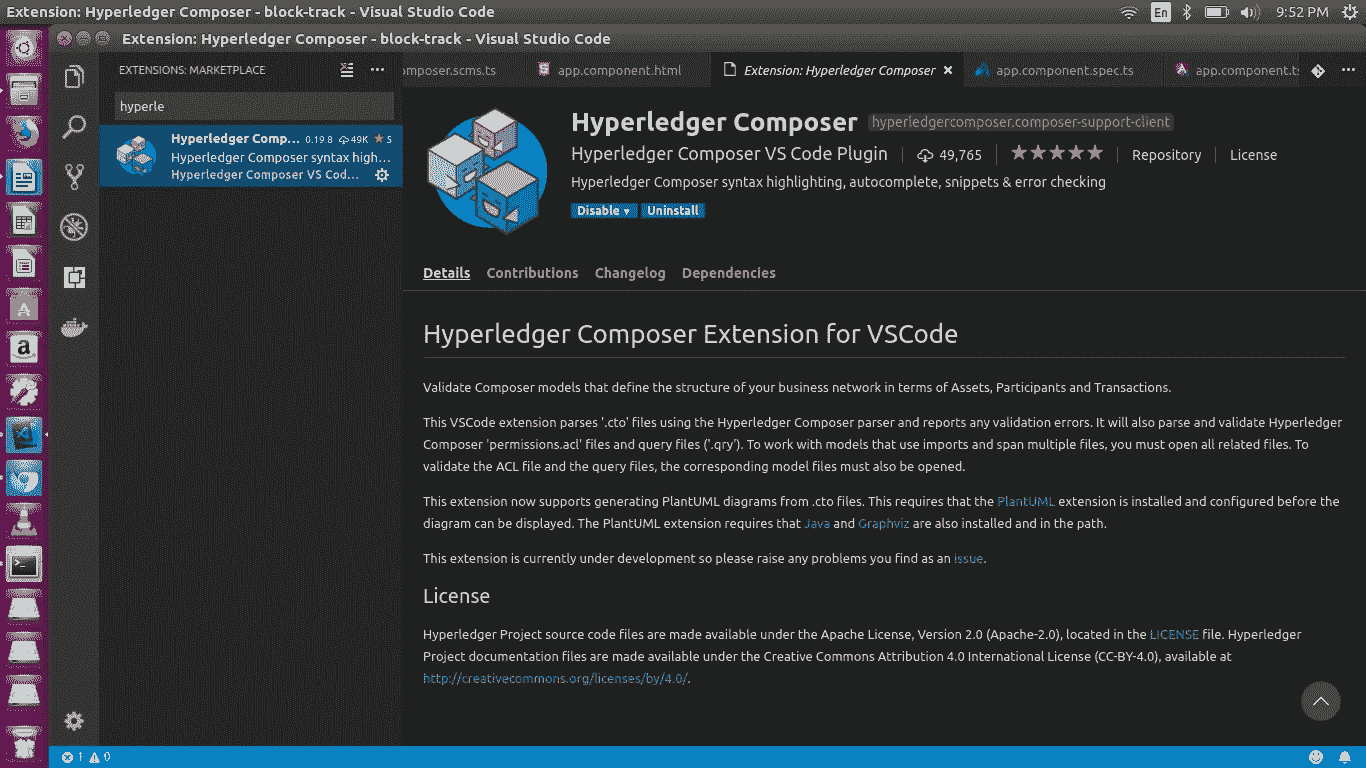 Extension: Hyperledger Composer - block-track - Visual Studio Code
En
9:52 PM
Extension: Hyperledger Composer - block-track - Visual Studio Code
EXTENSIONS: MARKETPLACE
omposer.scms.ts
app.component.html
Extension: Hyperledger Composer
app.component.spec.ts
app.component.ts
hyperle
Hyperledger Comp... 0.19.8 49K 5
Hyperledger Composer syntax high...
Hyperledger Composer VS Cod...
Hyperledger Composer hyperledgercomposer.composer-support-client
Hyperledger Composer VS Code Plugin 49,765 Repository License
Hyperledger Composer syntax highlighting, autocomplete, snippets & error checking
Disable Uninstall
Details Contributions Changelog Dependencies
Hyperledger Composer Extension for VSCode
Validate Composer models that define the structure of your business network in terms of Assets, Participants and Transactions.
This VSCode extension parses '.cto' files using the Hyperledger Composer parser and reports any validation errors. It will also parse and validate Hyperledger
Composer 'permissions.acl' files and query files ('.qry'). To work with models that use imports and span multiple files, you must open all related files. To
validate the ACL file and the query files, the corresponding model files must also be opened.
This extension now supports generating PlantUML diagrams from .cto files. This requires that the PlantUML extension is installed and configured before the
diagram can be displayed. The PlantUML extension requires that Java and Graphviz are also installed and in the path.
This extension is currently under development so please raise any problems you find as an issue.
License
Hyperledger Project source code files are made available under the Apache License, Version 2.0 (Apache-2.0), located in the LICENSE file. Hyperledger
Project documentation files are made available under the Creative Commons Attribution 4.0 International License (CC-BY-4.0), available at
http://creativecommons.org/licenses/by/4.0/.
1 0